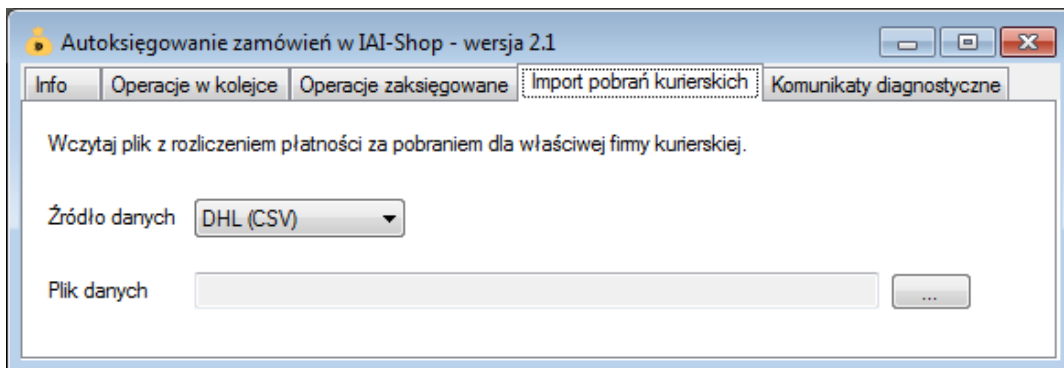 Autoksięgowanie zamówień w IAI-Shop - wersja 2.1
Info Operacje w kolejce Operacje zaksięgowane Import pobrań kurierskich Komunikaty diagnostyczne
Wczytaj plik z rozliczeniem płatności za pobraniem dla właściwej firmy kurierskiej.
Źródło danych DHL (CSV)
Plik danych ...